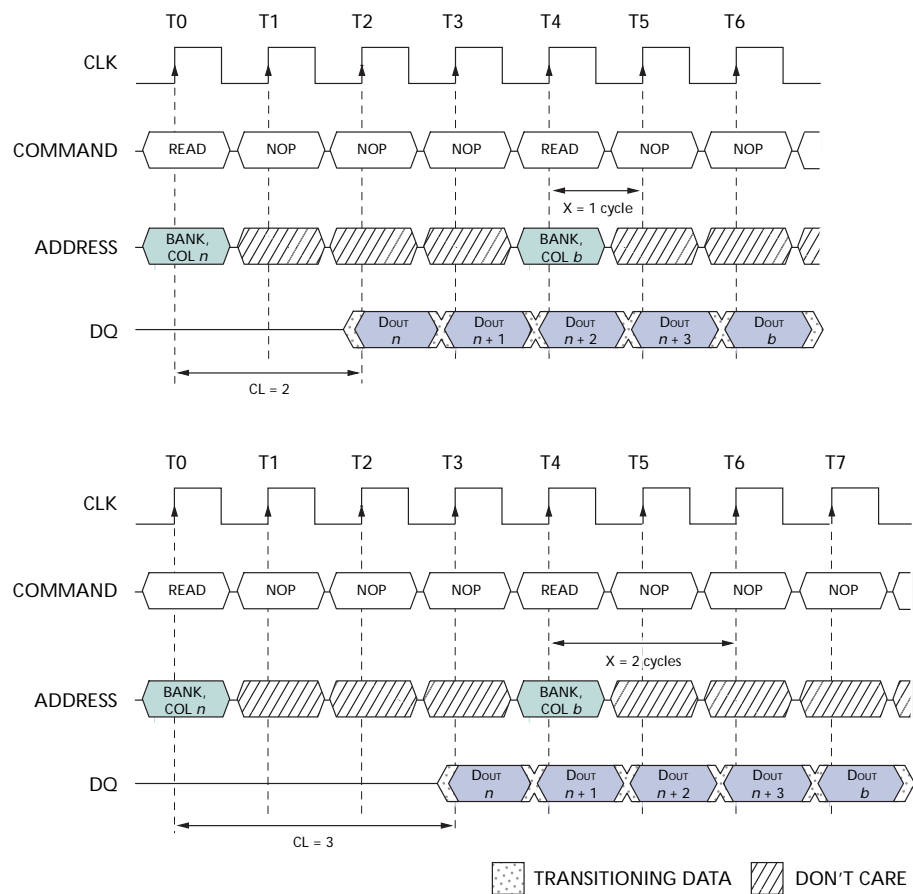 T0 T1 T2 T3 T4 T5 T6
CLK
COMMAND READ NOP NOP NOP READ NOP NOP
X = 1 cycle
ADDRESS BANK, COL n BANK, COL b
DQ DOUT n DOUT n + 1 DOUT n + 2 DOUT n + 3 DOUT b
CL = 2
T0 T1 T2 T3 T4 T5 T6 T7
CLK
COMMAND READ NOP NOP NOP READ NOP NOP NOP
X = 2 cycles
ADDRESS BANK, COL n BANK, COL b
DQ DOUT n DOUT n + 1 DOUT n + 2 DOUT n + 3 DOUT b
CL = 3
TRANSITIONING DATA DON'T CARE